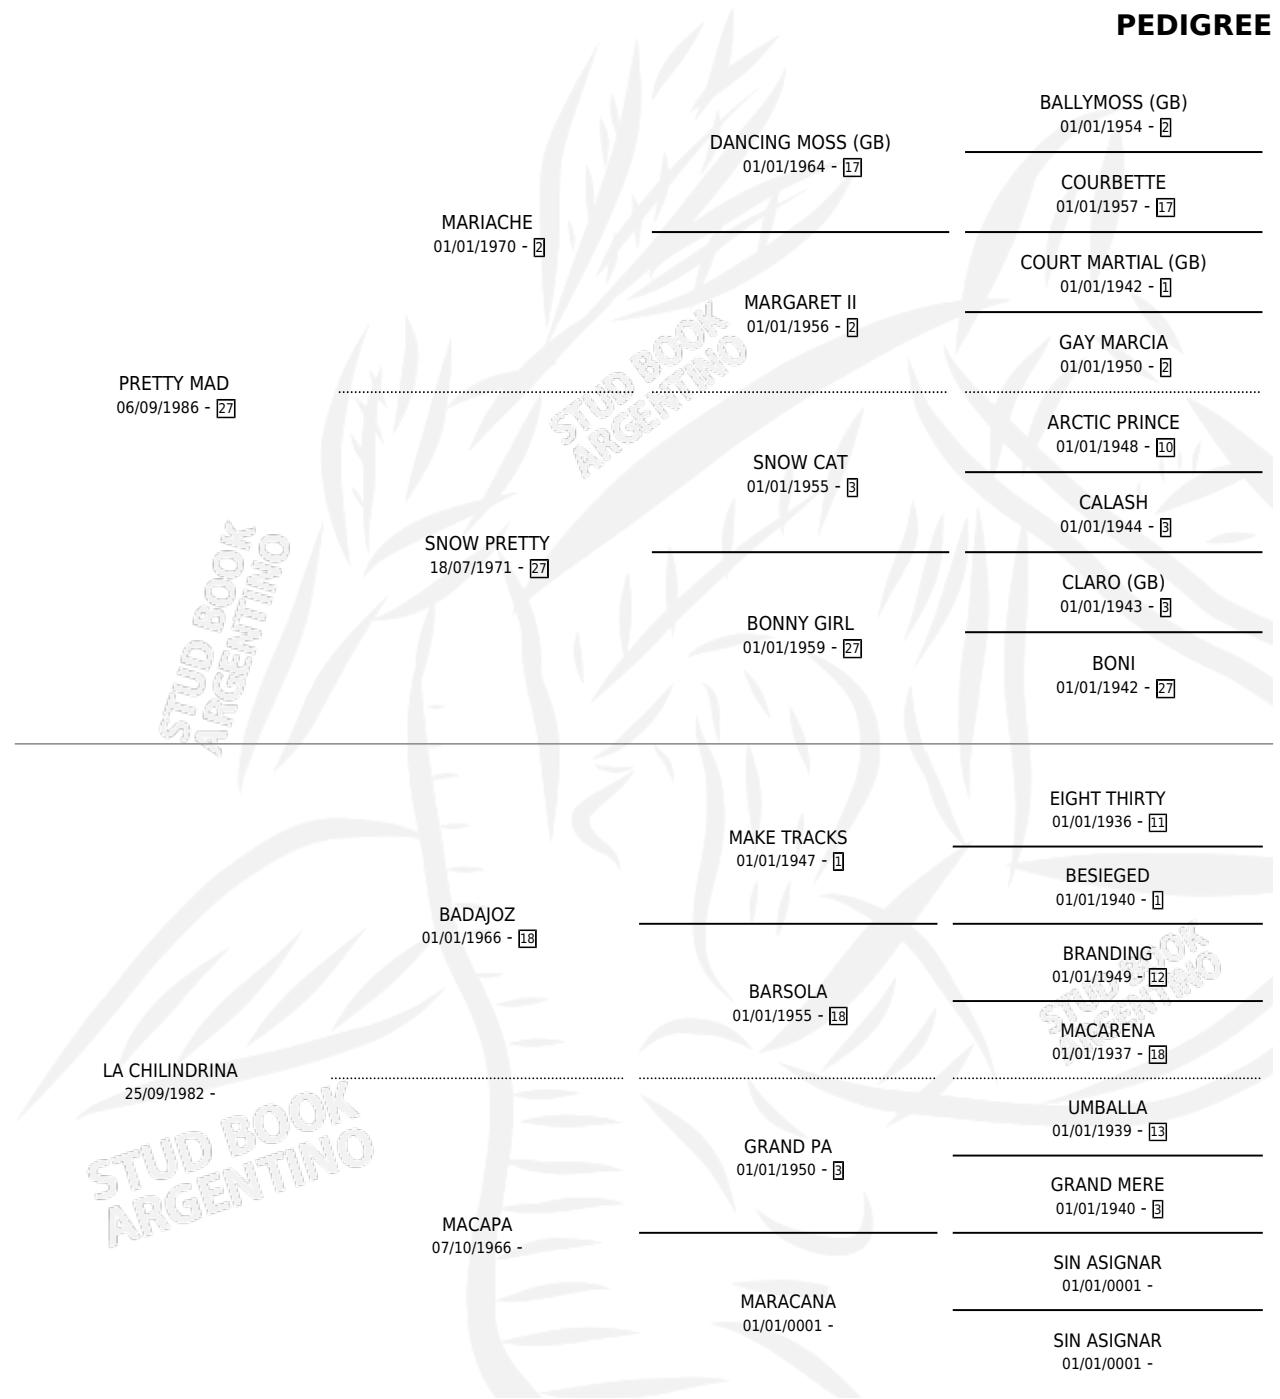 PEDIGREE
BALLYMOSS (GB)
01/01/1954 - 2
DANCING MOSS (GB)
01/01/1964 - 17
COURBETTE
01/01/1957 - 17
MARIACHE
01/01/1970 - 2
COURT MARTIAL (GB)
01/01/1942 - 1
MARGARET II
01/01/1956 - 2
GAY MARCIA
01/01/1950 - 2
PRETTY MAD
06/09/1986 - 27
ARCTIC PRINCE
01/01/1948 - 10
SNOW CAT
01/01/1955 - 3
CALASH
01/01/1944 - 3
SNOW PRETTY
18/07/1971 - 27
CLARO (GB)
01/01/1943 - 3
BONNY GIRL
01/01/1959 - 27
BONI
01/01/1942 - 27
EIGHT THIRTY
01/01/1936 - 11
MAKE TRACKS
01/01/1947 - 1
BESIEGED
01/01/1940 - 1
BADAJOZ
01/01/1966 - 18
BRANDING
01/01/1949 - 12
BARSOLA
01/01/1955 - 18
MACARENA
01/01/1937 - 18
LA CHILINDRINA
25/09/1982 -
UMBALLA
01/01/1939 - 13
GRAND PA
01/01/1950 - 3
GRAND MERE
01/01/1940 - 3
MACAPA
07/10/1966 -
SIN ASIGNAR
01/01/0001 -
MARACANA
01/01/0001 -
SIN ASIGNAR
01/01/0001 -
STUD BOOK
ARGENTINO
STUD BOOK
ARGENTINO
STUD BOOK
ARGENTINO
STUD BOOK
ARGENTINO